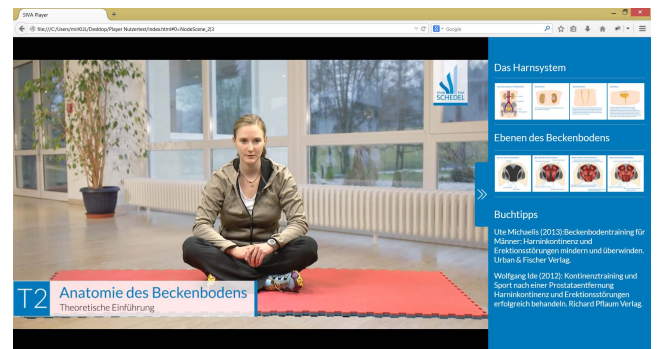 SIVA Player
file:///C:/Users/mrKUL/Desktop/Player Nutzertest/index.html#0=NodeScene_2|3
Google
SCHEDEL
Das Harnsystem
Ebenen des Beckenbodens
Buchtipps
Ute Michaelis (2013):Beckenbodentraining für
Männer: Harninkontinenz und
Erektionsstörungen mindern und überwinden.
Urban & Fischer Verlag.
Wolfgang Ide (2012): Kontinenztraining und
Sport nach einer Prostataentfernung
Harninkontinenz und Erektionsstörungen
erfolgreich behandeln. Richard Pflaum Verlag.
T2
Anatomie des Beckenbodens
Theoretische Einführung